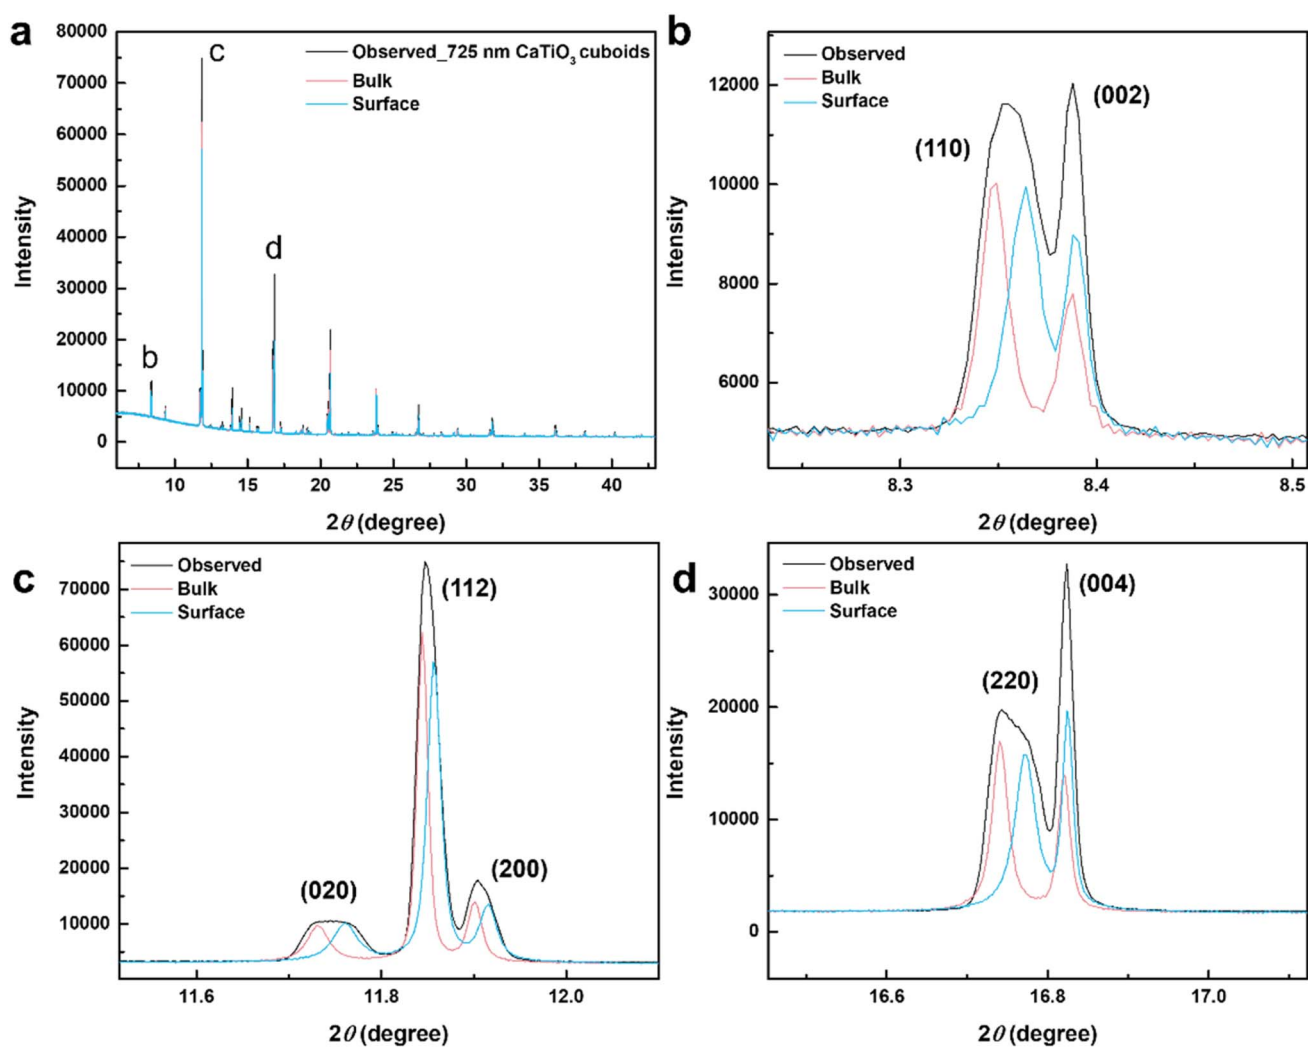 a
80000
70000
60000
50000
40000
30000
20000
10000
0
Intensity
Observed_725 nm CaTiO₃ cuboids
Bulk
Surface
b
c
d
10 15 20 25 30 35 40
2θ (degree)
b
12000
10000
8000
6000
Intensity
Observed
Bulk
Surface
(110)
(002)
8.3 8.4 8.5
2θ (degree)
c
70000
60000
50000
40000
30000
20000
10000
Intensity
Observed
Bulk
Surface
(020)
(112)
(200)
11.6 11.8 12.0
2θ (degree)
d
30000
20000
10000
0
Intensity
Observed
Bulk
Surface
(220)
(004)
16.6 16.8 17.0
2θ (degree)